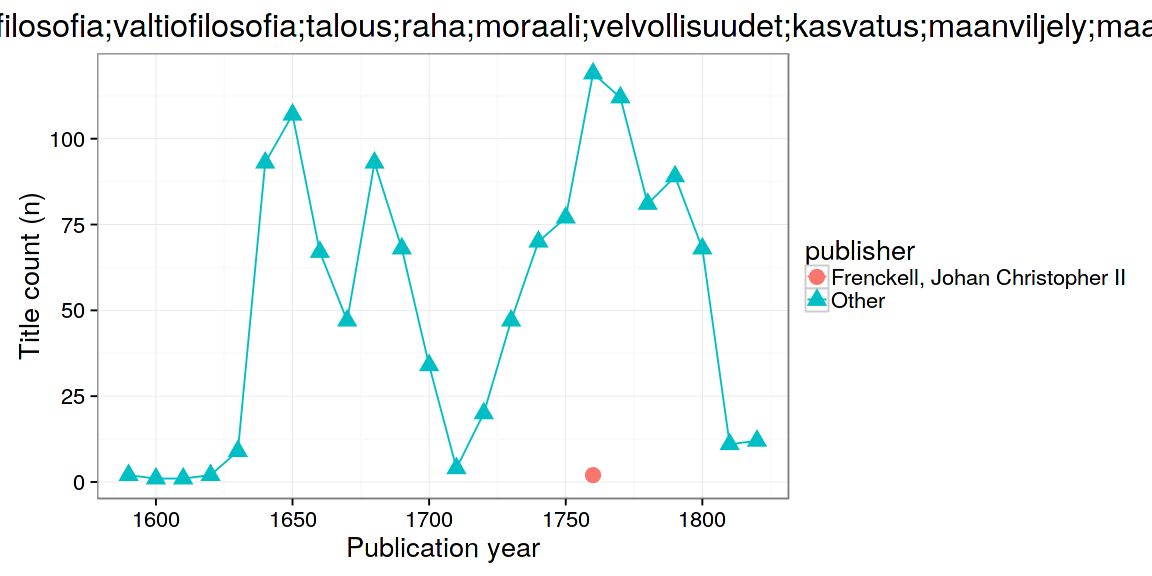 filosofia;valtiofilosofia;talous;raha;moraali;velvollisuudet;kasvatus;maanviljely;maa
100
75
50
25
0
Title count (n)
1600 1650 1700 1750 1800
Publication year
publisher
Frenckell, Johan Christopher II
Other